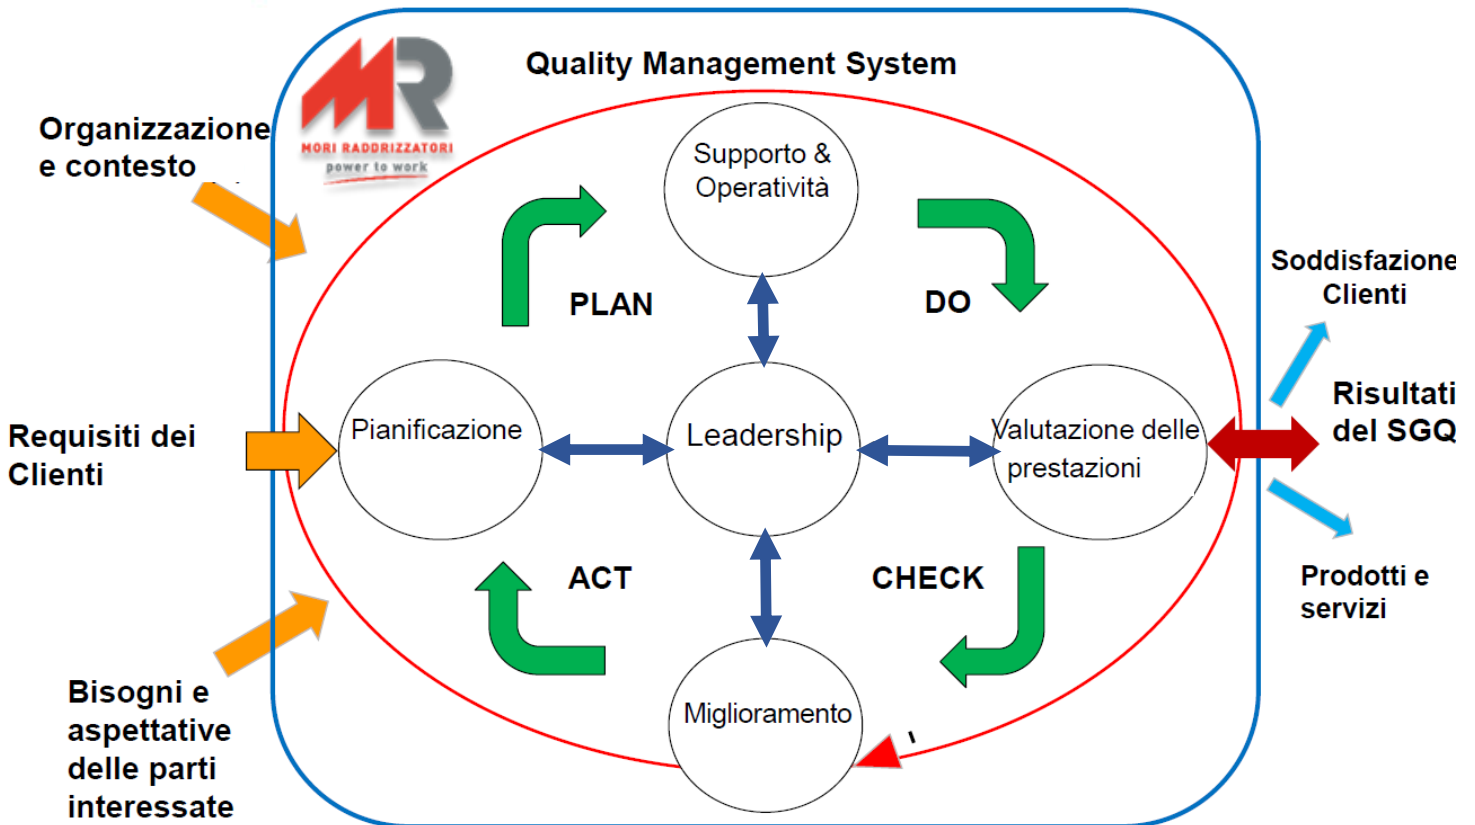 Quality Management System
MORI RADDRIZZATORI
power to work
Organizzazione
e contesto
Supporto &
Operatività
PLAN
DO
Soddisfazione
Clienti
Requisiti dei
Clienti
Pianificazione
Leadership
Valutazione delle
prestazioni
Risultati
del SGQ
ACT
CHECK
Prodotti e
servizi
Bisogni e
aspettative
delle parti
interessate
Miglioramento